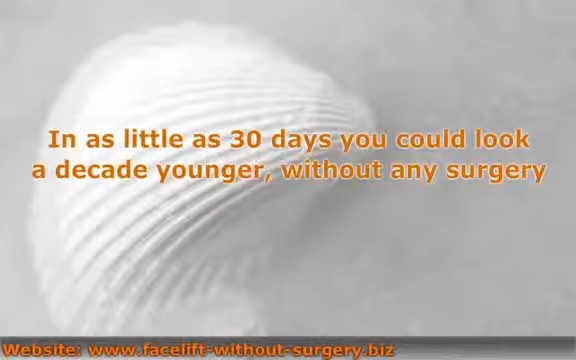 In as little as 30 days you could look
a decade younger, without any surgery
Website: www.facelift-without-surgery.biz